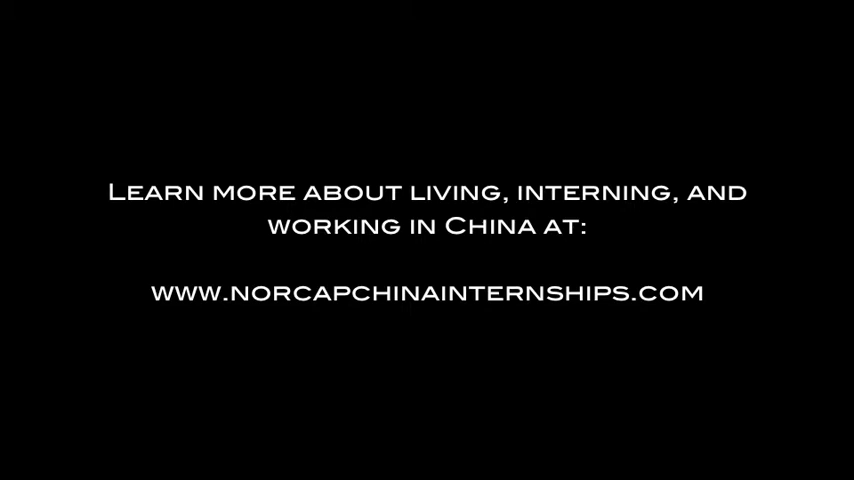 Learn more about living, interning, and
working in China at:
www.norcapchinainternships.com